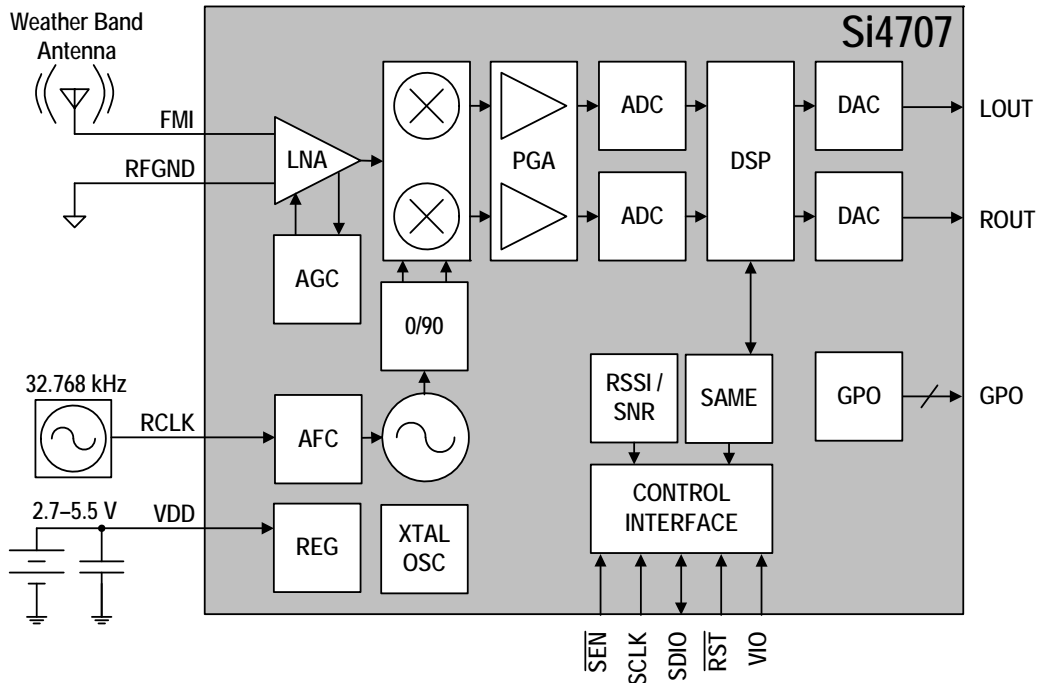 Weather Band
Antenna
Si4707
FMI
RFGND
LNA
AGC
0/90
PGA
ADC
ADC
DSP
DAC
DAC
LOUT
ROUT
32.768 kHz
RCLK
AFC
RSSI /
SNR
SAME
GPO
GPO
2.7–5.5 V
VDD
REG
XTAL
OSC
CONTROL
INTERFACE
SEN
SCLK
SDIO
RST
VIO